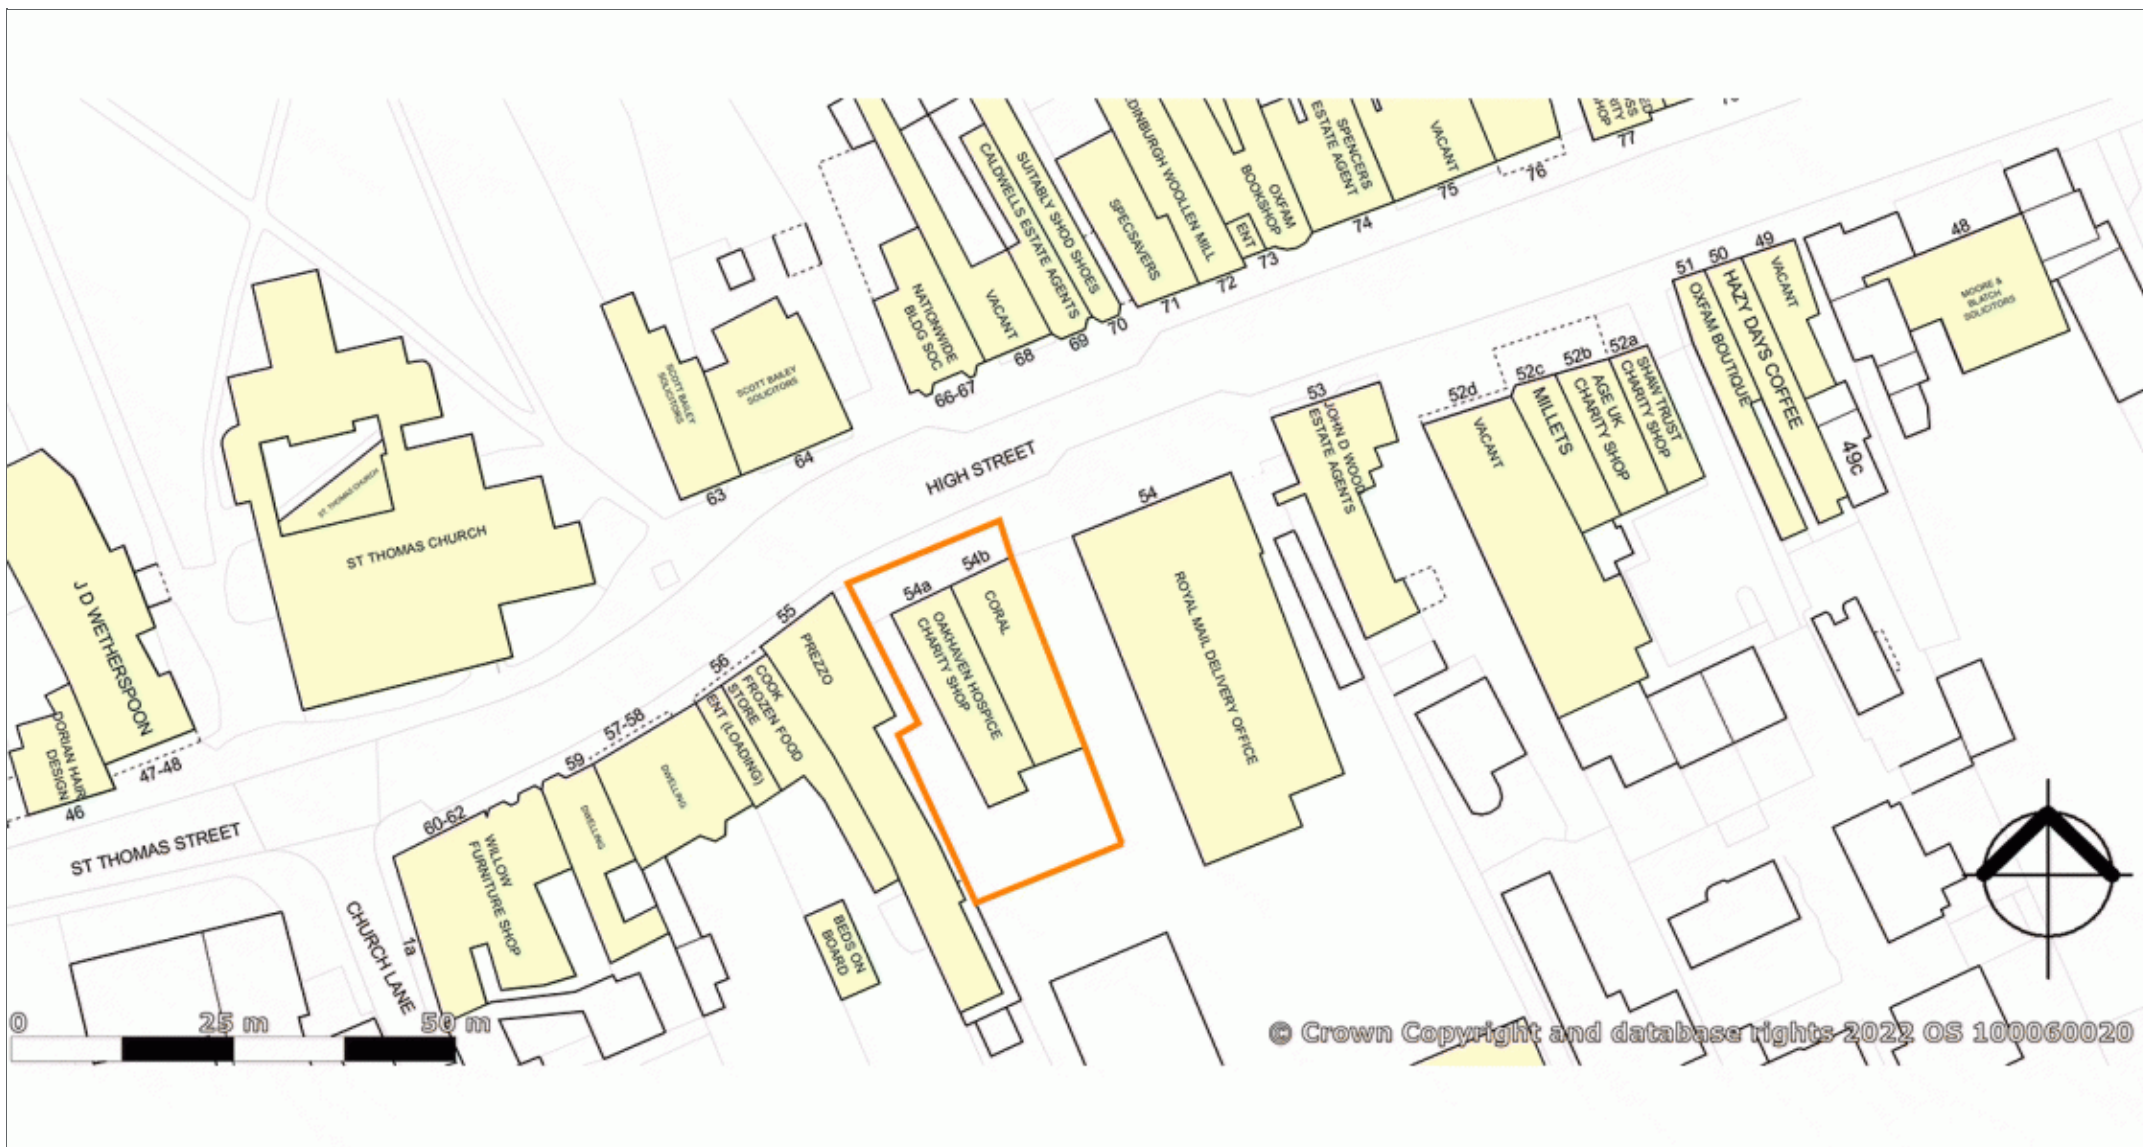 EDINBURGH WOOLLEN MILL
72
SPENCERS
ESTATE AGENT
74
VACANT
75
76
SHOP
77
OXFAM
BOOKSHOP
ENT
73
SPECSAVERS
71
SUITABLY SHOD SHOES
70
CALDWELLS ESTATE AGENTS
69
VACANT
68
NATIONWIDE
BLDG SOC
66-67
SCOTT BAILEY
SOLICITORS
64
SCOTT BAILEY
SOLICITORS
63
HIGH STREET
48
MOORE &
BLATCH
SOLICITORS
49
VACANT
50
HAZY DAYS COFFEE
51
OXFAM BOUTIQUE
49c
52a
SHAW TRUST
CHARITY SHOP
52b
AGE UK
CHARITY SHOP
52c
MILLETS
52d
VACANT
53
JOHN D WOOD
ESTATE AGENTS
54
ROYAL MAIL DELIVERY OFFICE
54b
CORAL
54a
OAKHAVEN HOSPICE
CHARITY SHOP
55
PREZZO
56
COOK
FROZEN FOOD
STORE
ENT (LOADING)
57-58
DWELLING
59
DWELLING
60-62
WILLOW
FURNITURE SHOP
1a
BEDS ON
BOARD
ST THOMAS CHURCH
ST THOMAS CHURCH
J D WETHERSPOON
47-48
DORIAN HAIR
DESIGN
46
ST THOMAS STREET
CHURCH LANE
0 25 m 50 m
© Crown Copyright and database rights 2022 OS 100060020